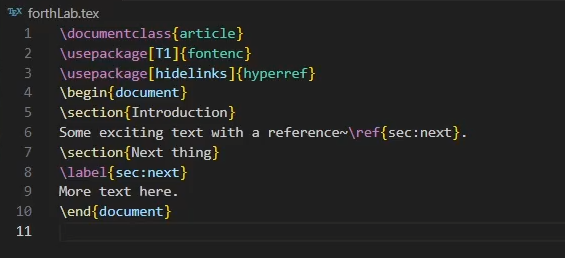 TEX forthLab.tex
1 \documentclass{article}
2 \usepackage[T1]{fontenc}
3 \usepackage[hidelinks]{hyperref}
4 \begin{document}
5 \section{Introduction}
6 Some exciting text with a reference~\ref{sec:next}.
7 \section{Next thing}
8 \label{sec:next}
9 More text here.
10 \end{document}
11